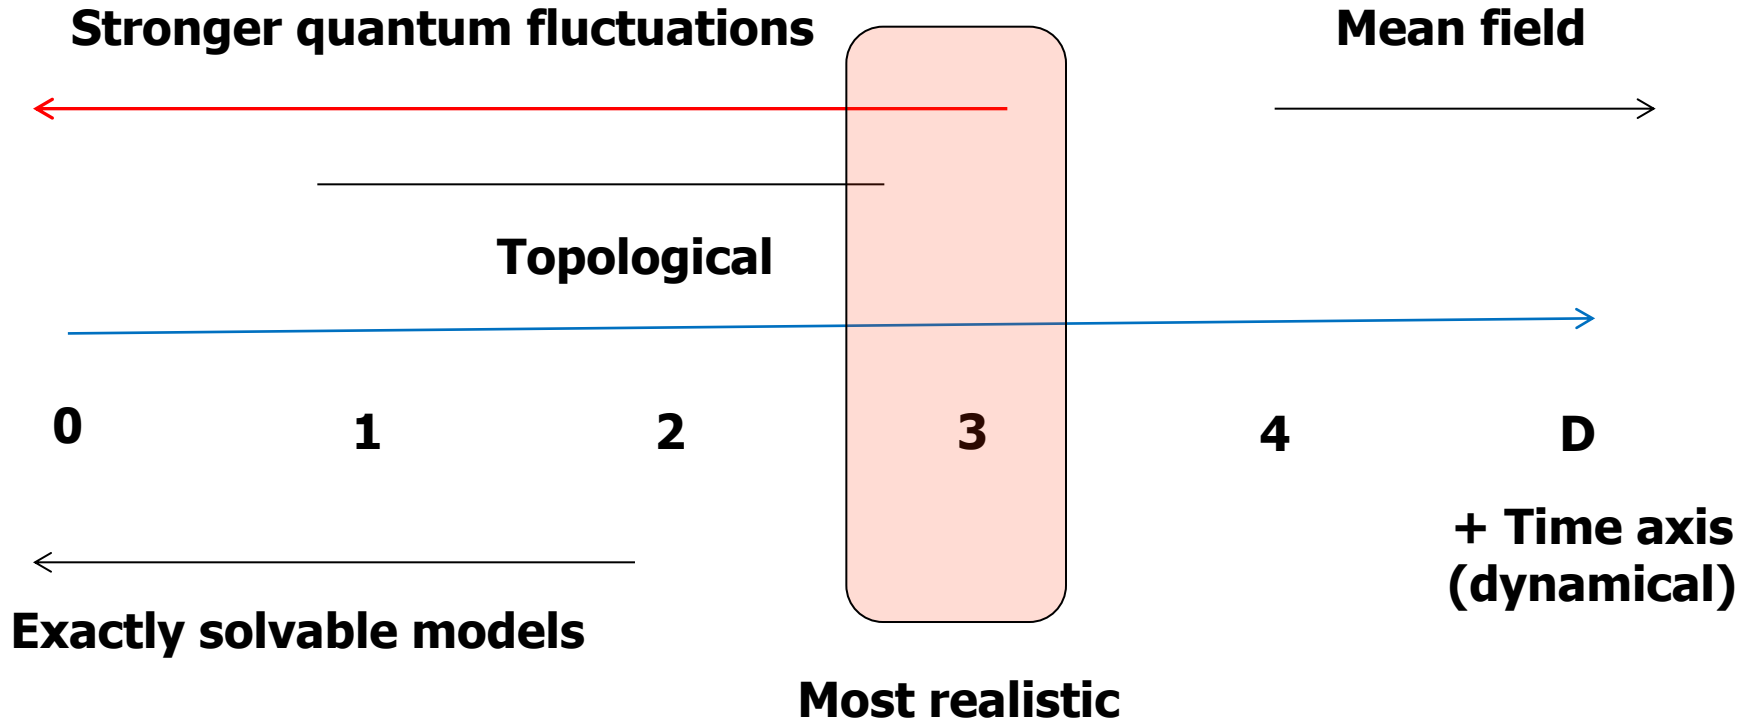 Stronger quantum fluctuations
Mean field
Topological
0 1 2 3 4 D
+ Time axis
(dynamical)
Exactly solvable models
Most realistic